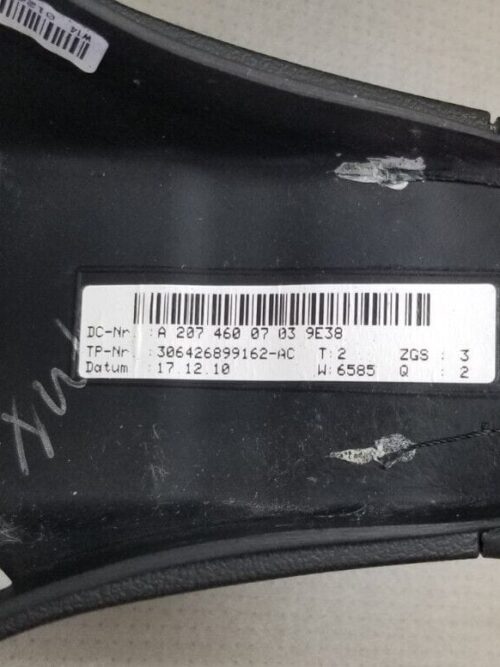 W14
DC-Nr :A 207 460 07 03 9E38
TP-Nr. :306426899162-AC T:2 ZGS : 3
Datum :17.12.10 W:6585 Q : 2